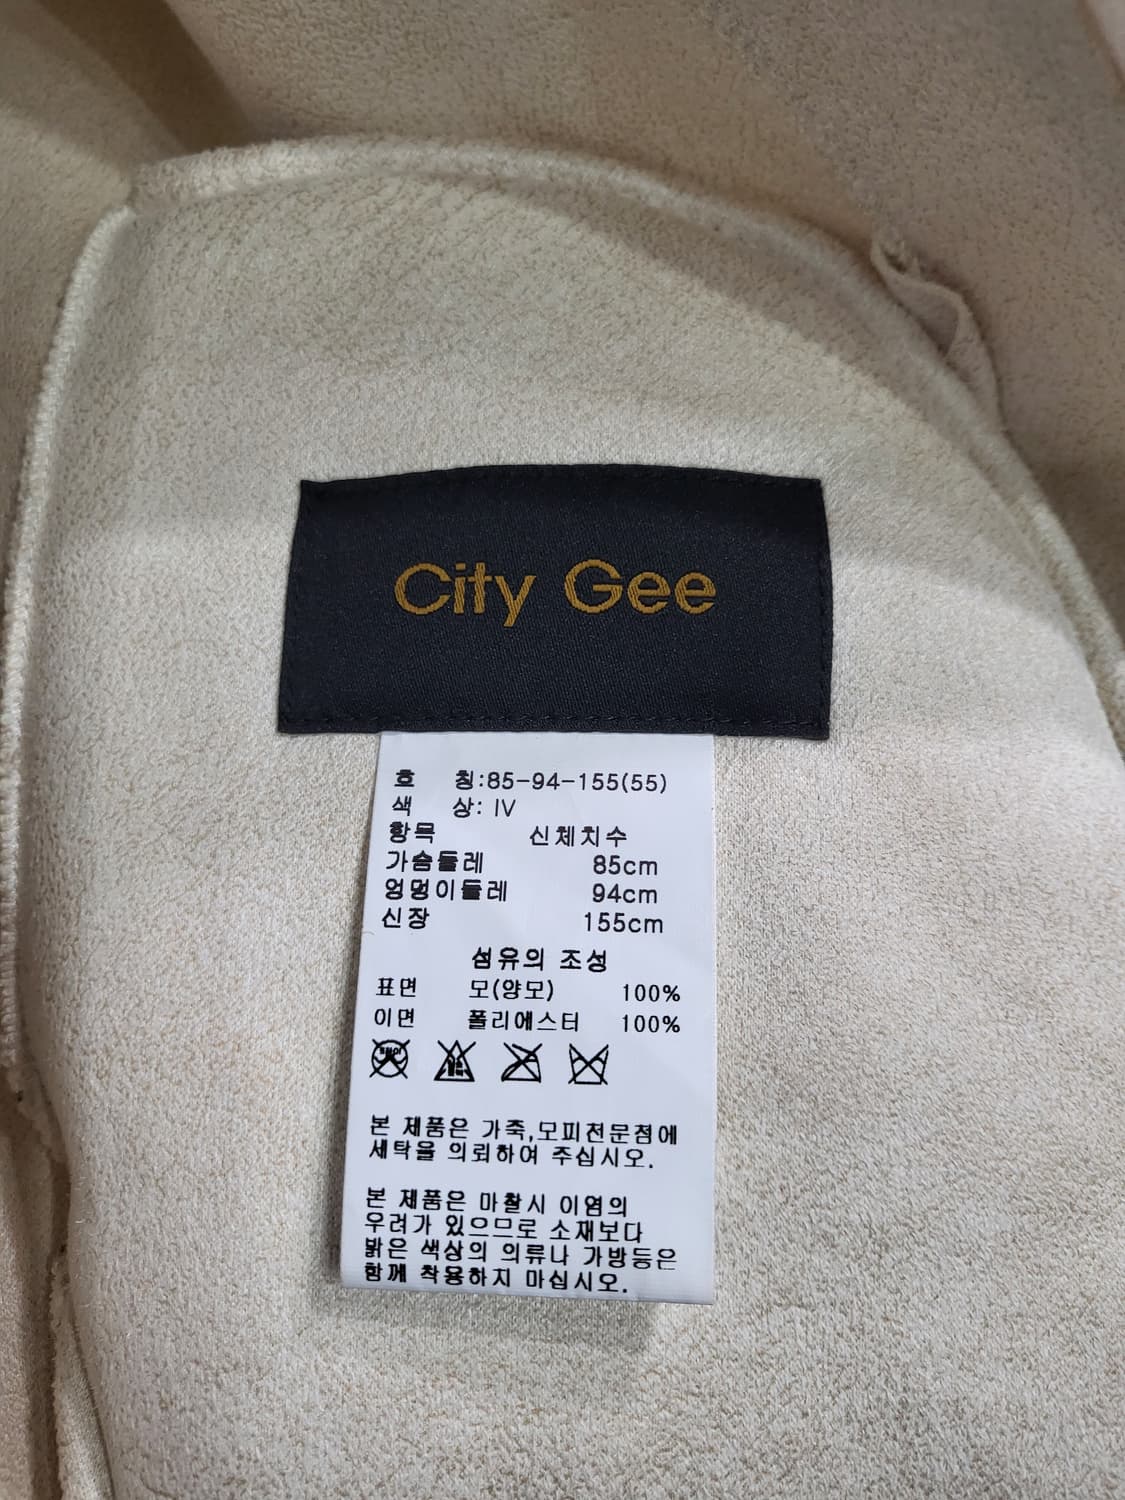 City Gee
호 칭:85-94-155(55)
색 상: IV
항목 신체치수
가슴둘레 85cm
엉덩이둘레 94cm
신장 155cm
섬유의 조성
표면 모(양모) 100%
이면 폴리에스터 100%
본 제품은 가죽,모피전문점에
세탁을 의뢰하여 주십시오.
본 제품은 마찰시 이염의
우려가 있으므로 소재보다
밝은 색상의 의류나 가방등은
함께 착용하지 마십시오.